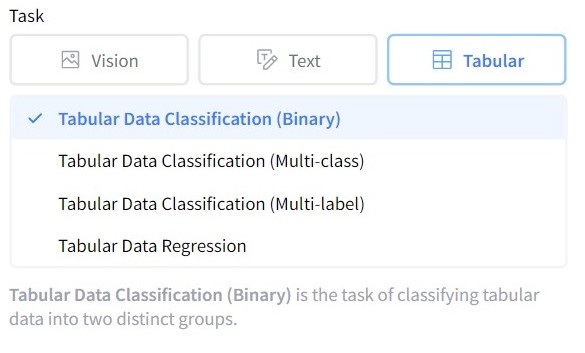 Task
Vision
Text
Tabular
Tabular Data Classification (Binary)
Tabular Data Classification (Multi-class)
Tabular Data Classification (Multi-label)
Tabular Data Regression
Tabular Data Classification (Binary) is the task of classifying tabular
data into two distinct groups.